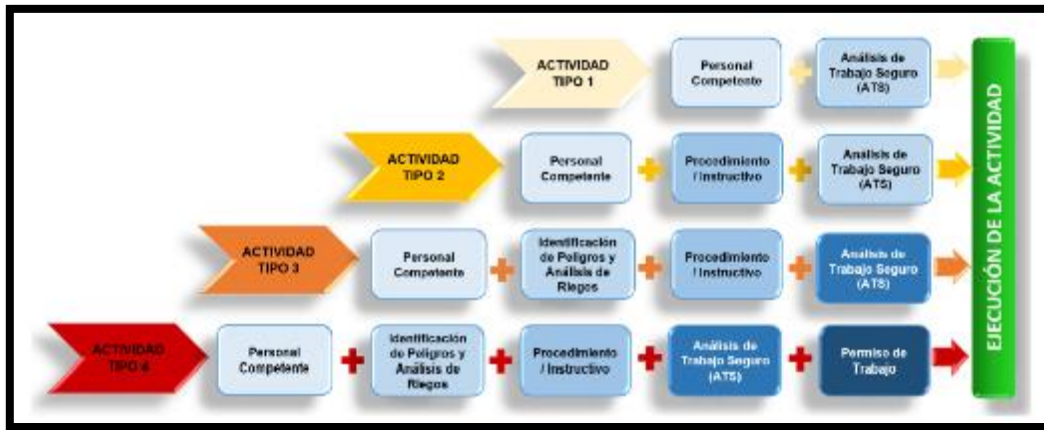 ACTIVIDAD
TIPO 1
Personal
Competente
Análisis de
Trabajo Seguro
(ATS)
ACTIVIDAD
TIPO 2
Personal
Competente
Procedimiento
/ Instructivo
Análisis de
Trabajo Seguro
(ATS)
ACTIVIDAD
TIPO 3
Personal
Competente
Identificación
de Peligros y
Análisis de
Riegos
Procedimiento
/ Instructivo
Análisis de
Trabajo Seguro
(ATS)
ACTIVIDAD
TIPO 4
Personal
Competente
Identificación
de Peligros y
Análisis de
Riegos
Procedimiento
/ Instructivo
Análisis de
Trabajo Seguro
(ATS)
Permiso de
Trabajo
EJECUCIÓN DE LA ACTIVIDAD